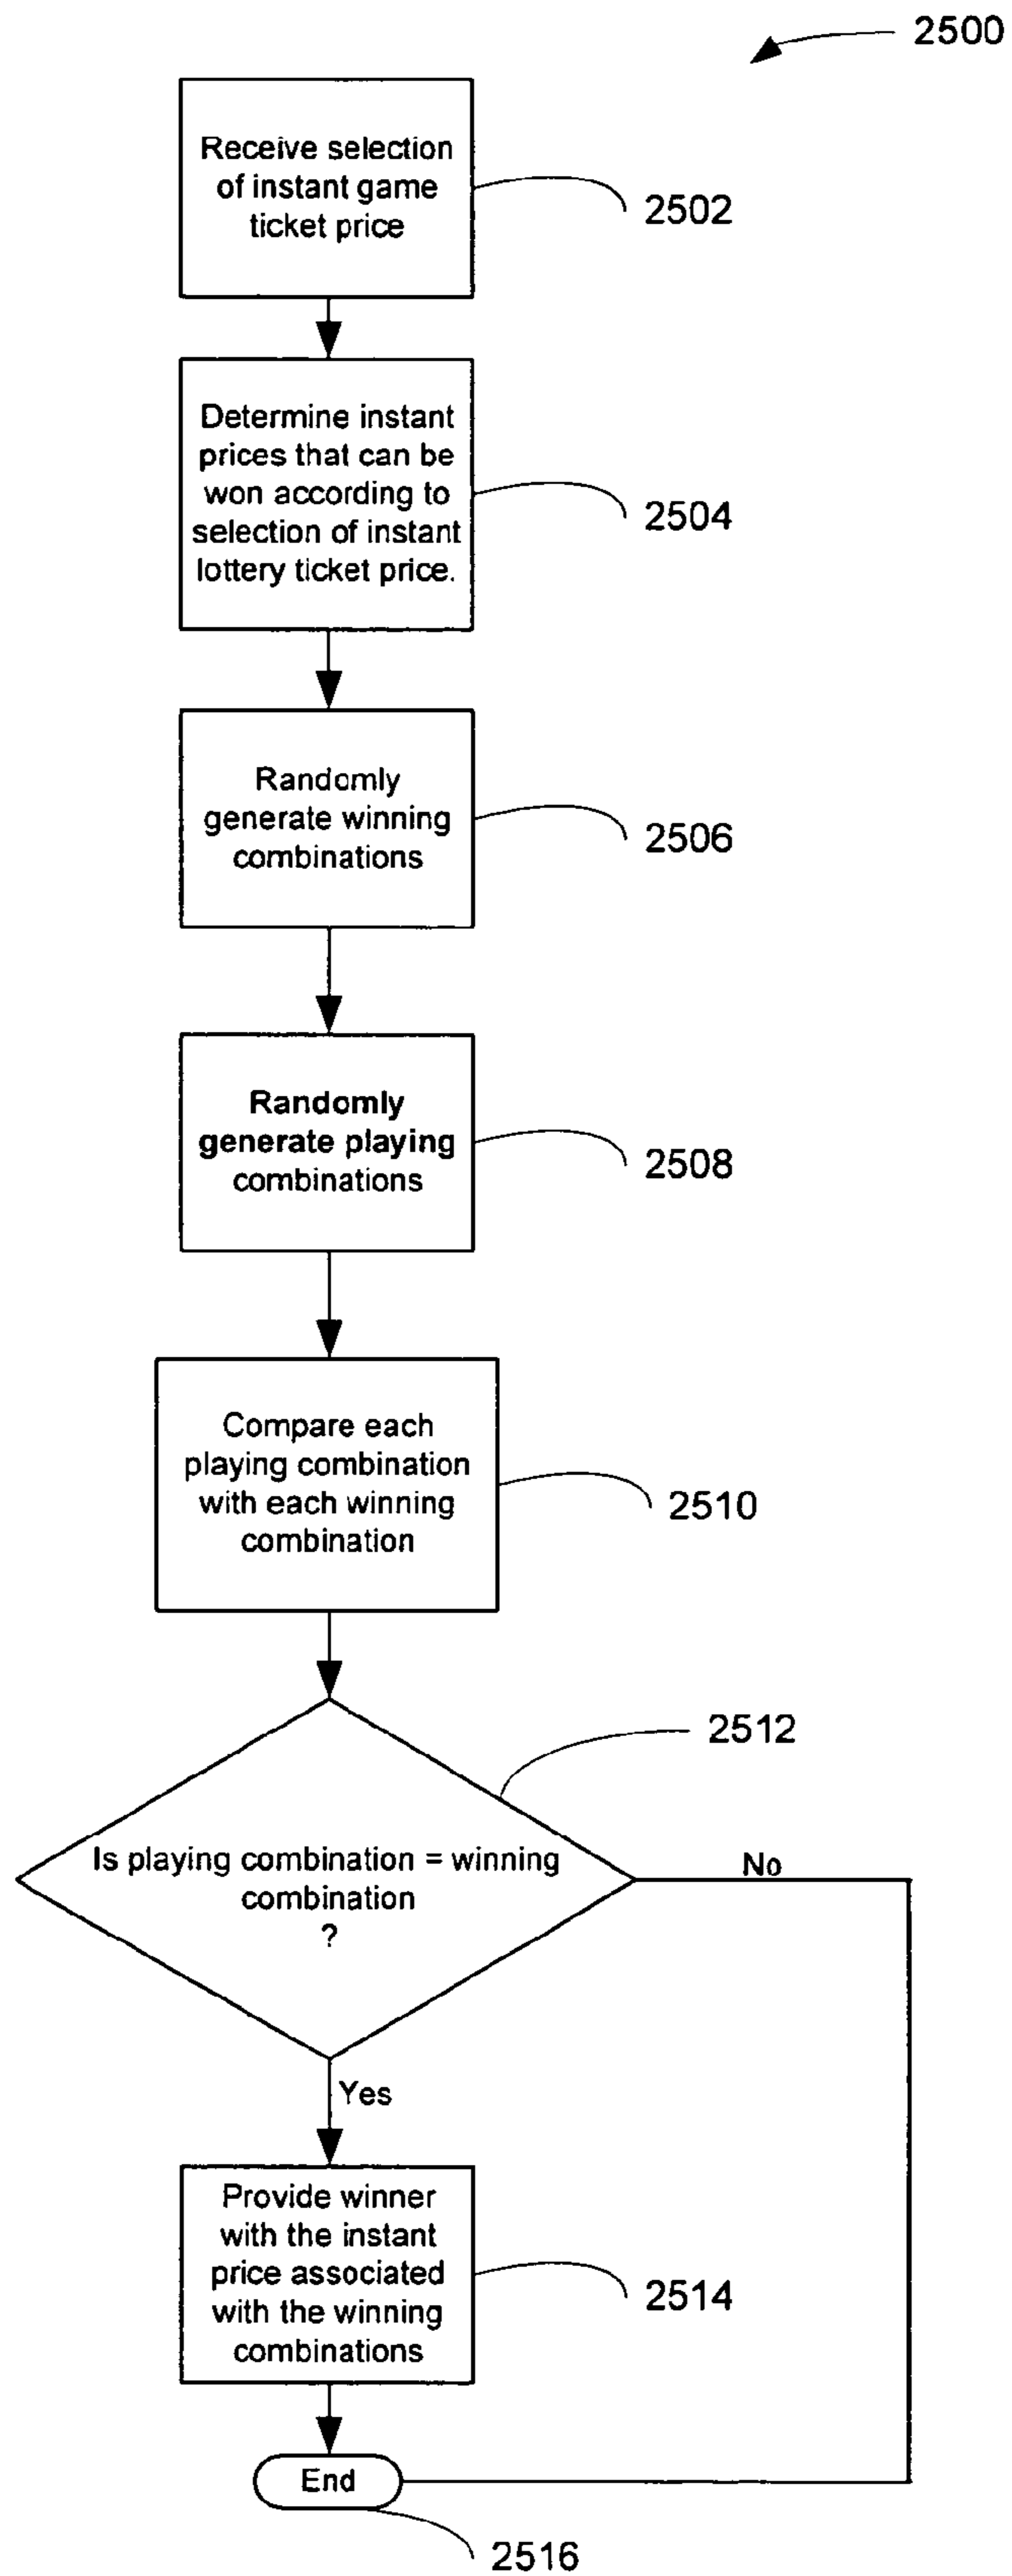 2500
Receive selection
of instant game
ticket price
2502
Determine instant
prices that can be
won according to
selection of instant
lottery ticket price.
2504
Randomly
generate winning
combinations
2506
Randomly
generate playing
combinations
2508
Compare each
playing combination
with each winning
combination
2510
2512
Is playing combination = winning
combination
?
No
Yes
Provide winner
with the instant
price associated
with the winning
combinations
2514
End
2516